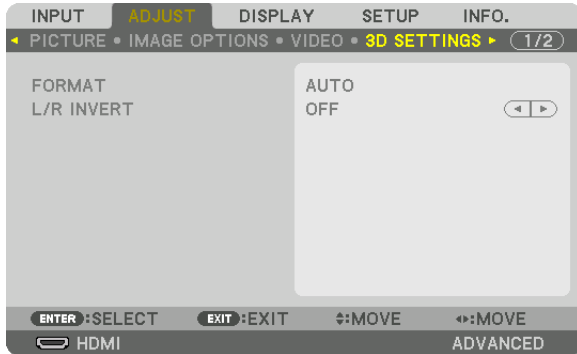 INPUT ADJUST DISPLAY SETUP INFO.
PICTURE • IMAGE OPTIONS • VIDEO • 3D SETTINGS 1/2
FORMAT AUTO
L/R INVERT OFF
ENTER :SELECT EXIT :EXIT :MOVE :MOVE
HDMI ADVANCED